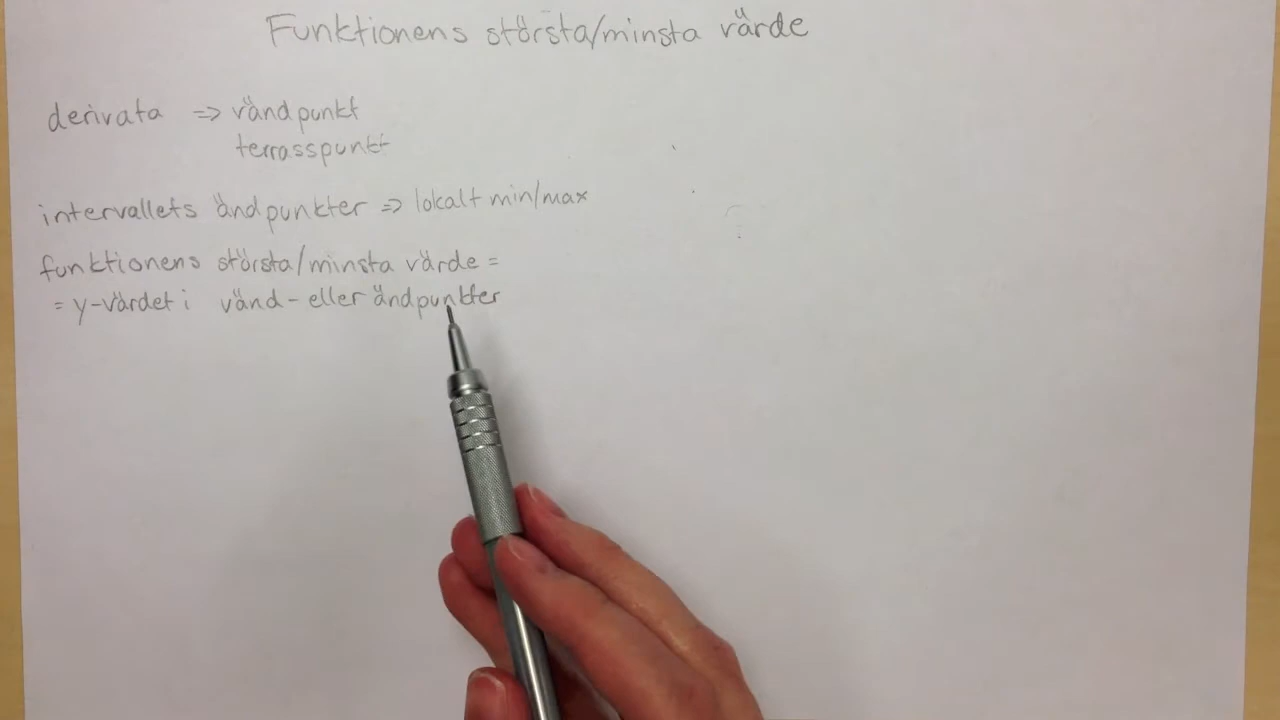 Funktionens största/minsta värde
derivata => vändpunkt
terrasspunkt
intervallets ändpunkter => lokalt min/max
funktionens största/minsta värde =
= y-värdet i vänd- eller ändpunkter